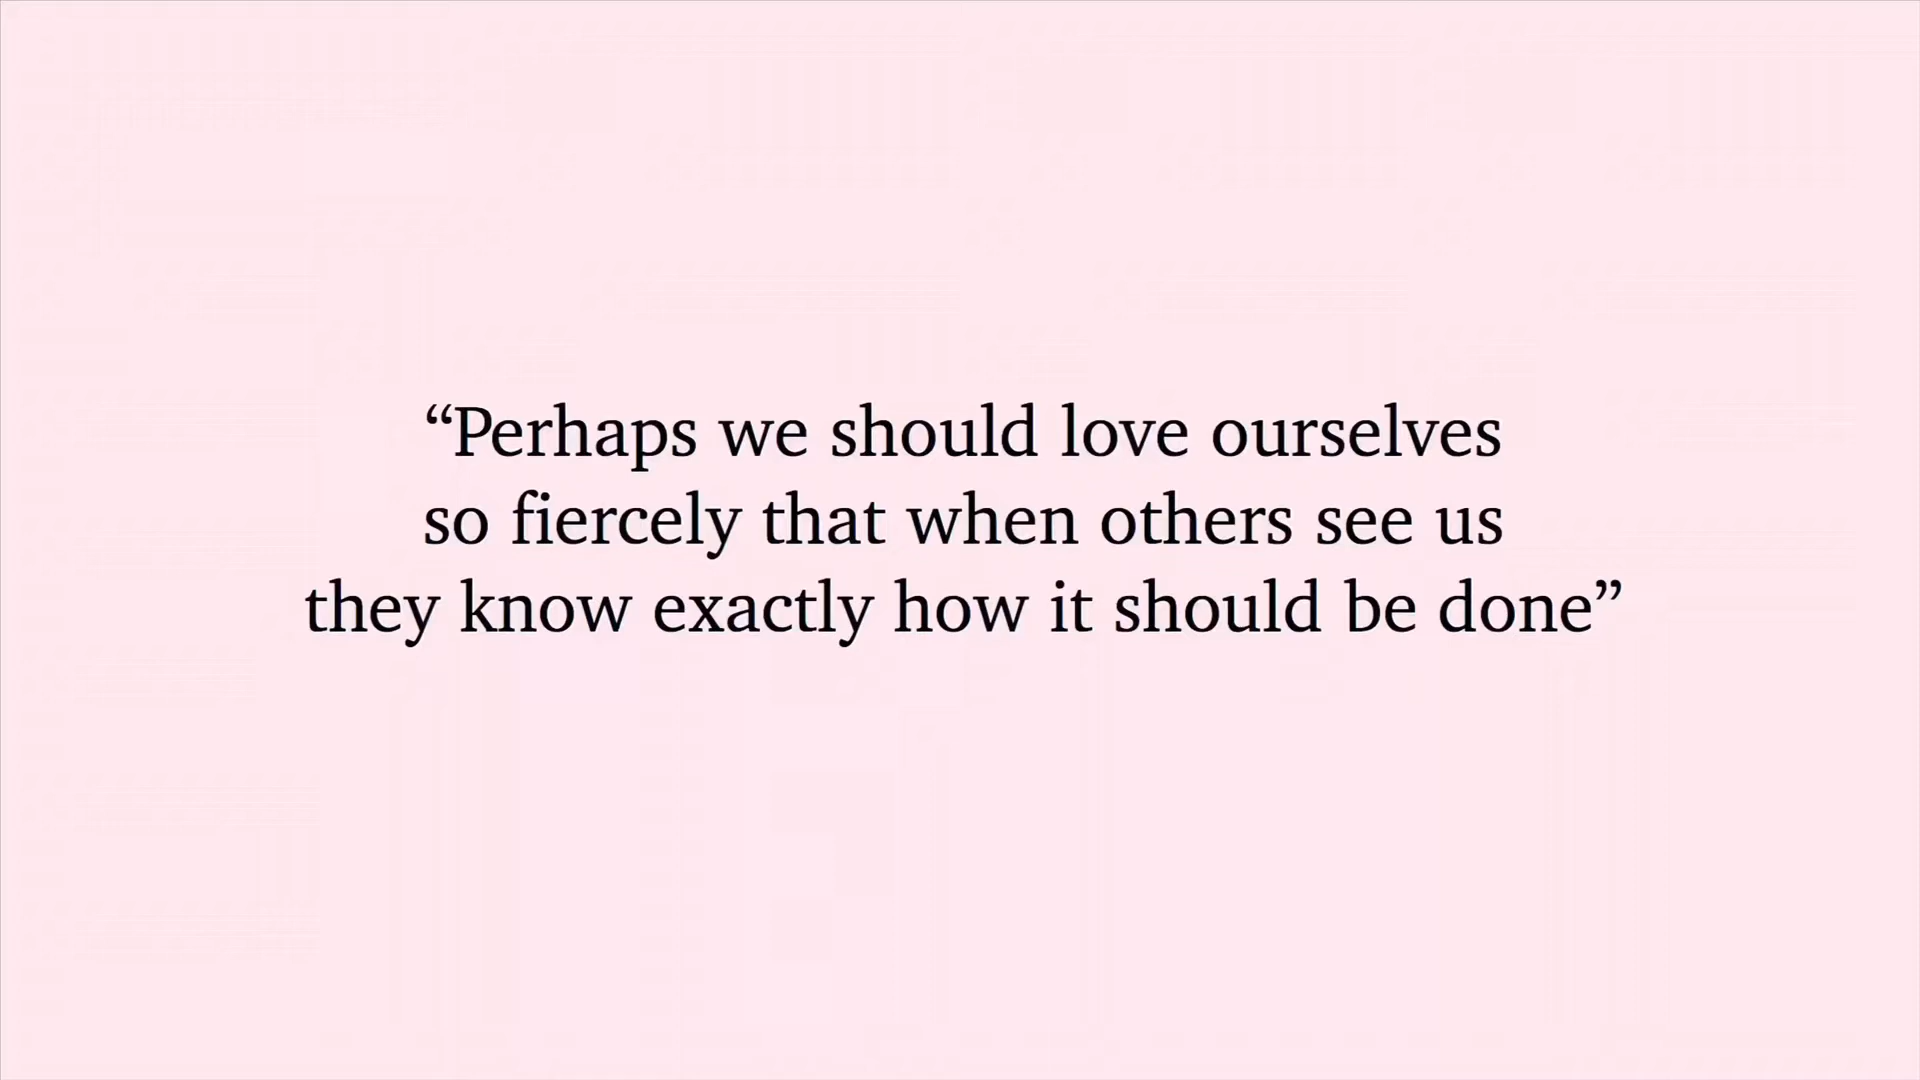 “Perhaps we should love ourselves
so fiercely that when others see us
they know exactly how it should be done”